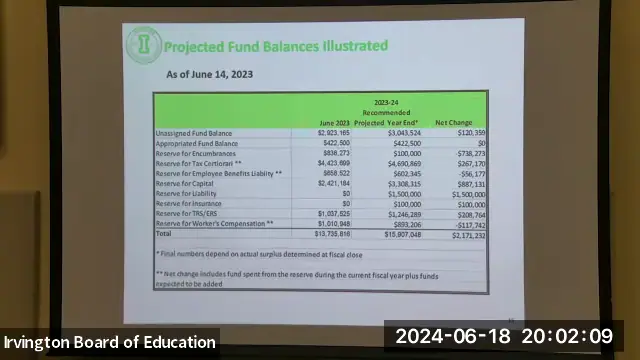 Projected Fund Balances Illustrated
As of June 14, 2023
2023-24
Recommended
June 2023 Projected Year End* Net Change
Unassigned Fund Balance $2,923,165 $3,043,524 $120,359
Appropriated Fund Balance $422,500 $422,500 $0
Reserve for Encumbrances $838,273 $100,000 -$738,273
Reserve for Tax Certiorari ** $4,423,699 $4,690,869 $267,170
Reserve for Employee Benefits Liability ** $658,522 $602,345 -$56,177
Reserve for Capital $2,421,184 $3,308,315 $887,131
Reserve for Liability $0 $1,500,000 $1,500,000
Reserve for Insurance $0 $100,000 $100,000
Reserve for TRS/ERS $1,037,525 $1,246,289 $208,764
Reserve for Worker's Compensation ** $1,010,948 $893,206 -$117,742
Total $13,735,816 $15,907,048 $2,171,232
* Final numbers depend on actual surplus determined at fiscal close
** Net change includes fund spent from the reserve during the current fiscal year plus funds
expected to be added
Irvington Board of Education
2024-06-18 20:02:09